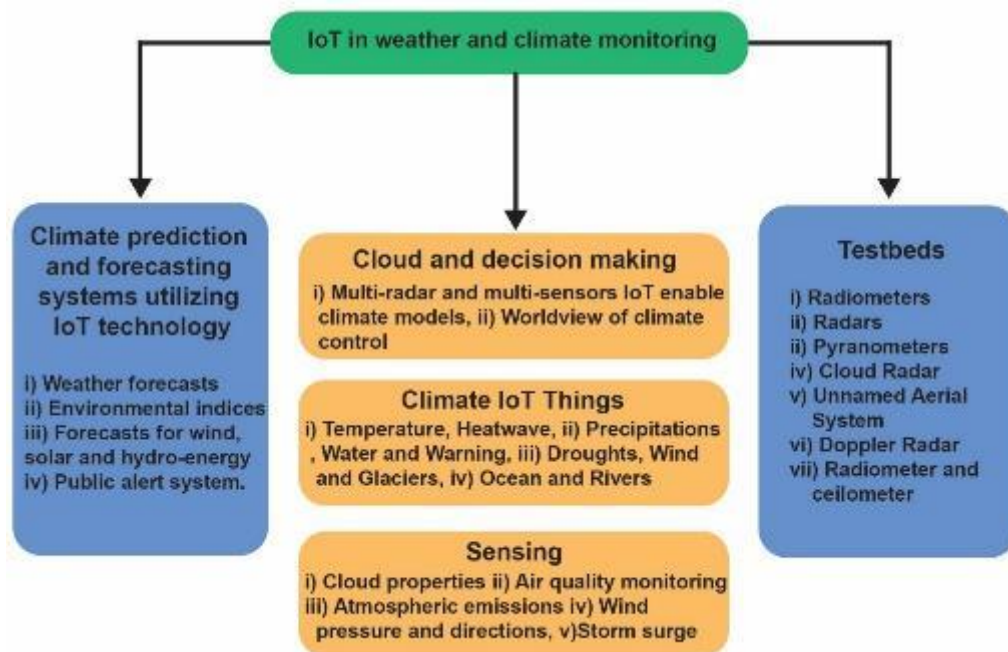 IoT in weather and climate monitoring
Climate prediction
and forecasting
systems utilizing
IoT technology
i) Weather forecasts
ii) Environmental indices
iii) Forecasts for wind,
solar and hydro-energy
iv) Public alert system.
Cloud and decision making
i) Multi-radar and multi-sensors IoT enable
climate models, ii) Worldview of climate
control
Climate IoT Things
i) Temperature, Heatwave, ii) Precipitations
, Water and Warning, iii) Droughts, Wind
and Glaciers, iv) Ocean and Rivers
Sensing
i) Cloud properties ii) Air quality monitoring
iii) Atmospheric emissions iv) Wind
pressure and directions, v)Storm surge
Testbeds
i) Radiometers
ii) Radars
ii) Pyranometers
iv) Cloud Radar
v) Unnamed Aerial
System
vi) Doppler Radar
vii) Radiometer and
ceilometer